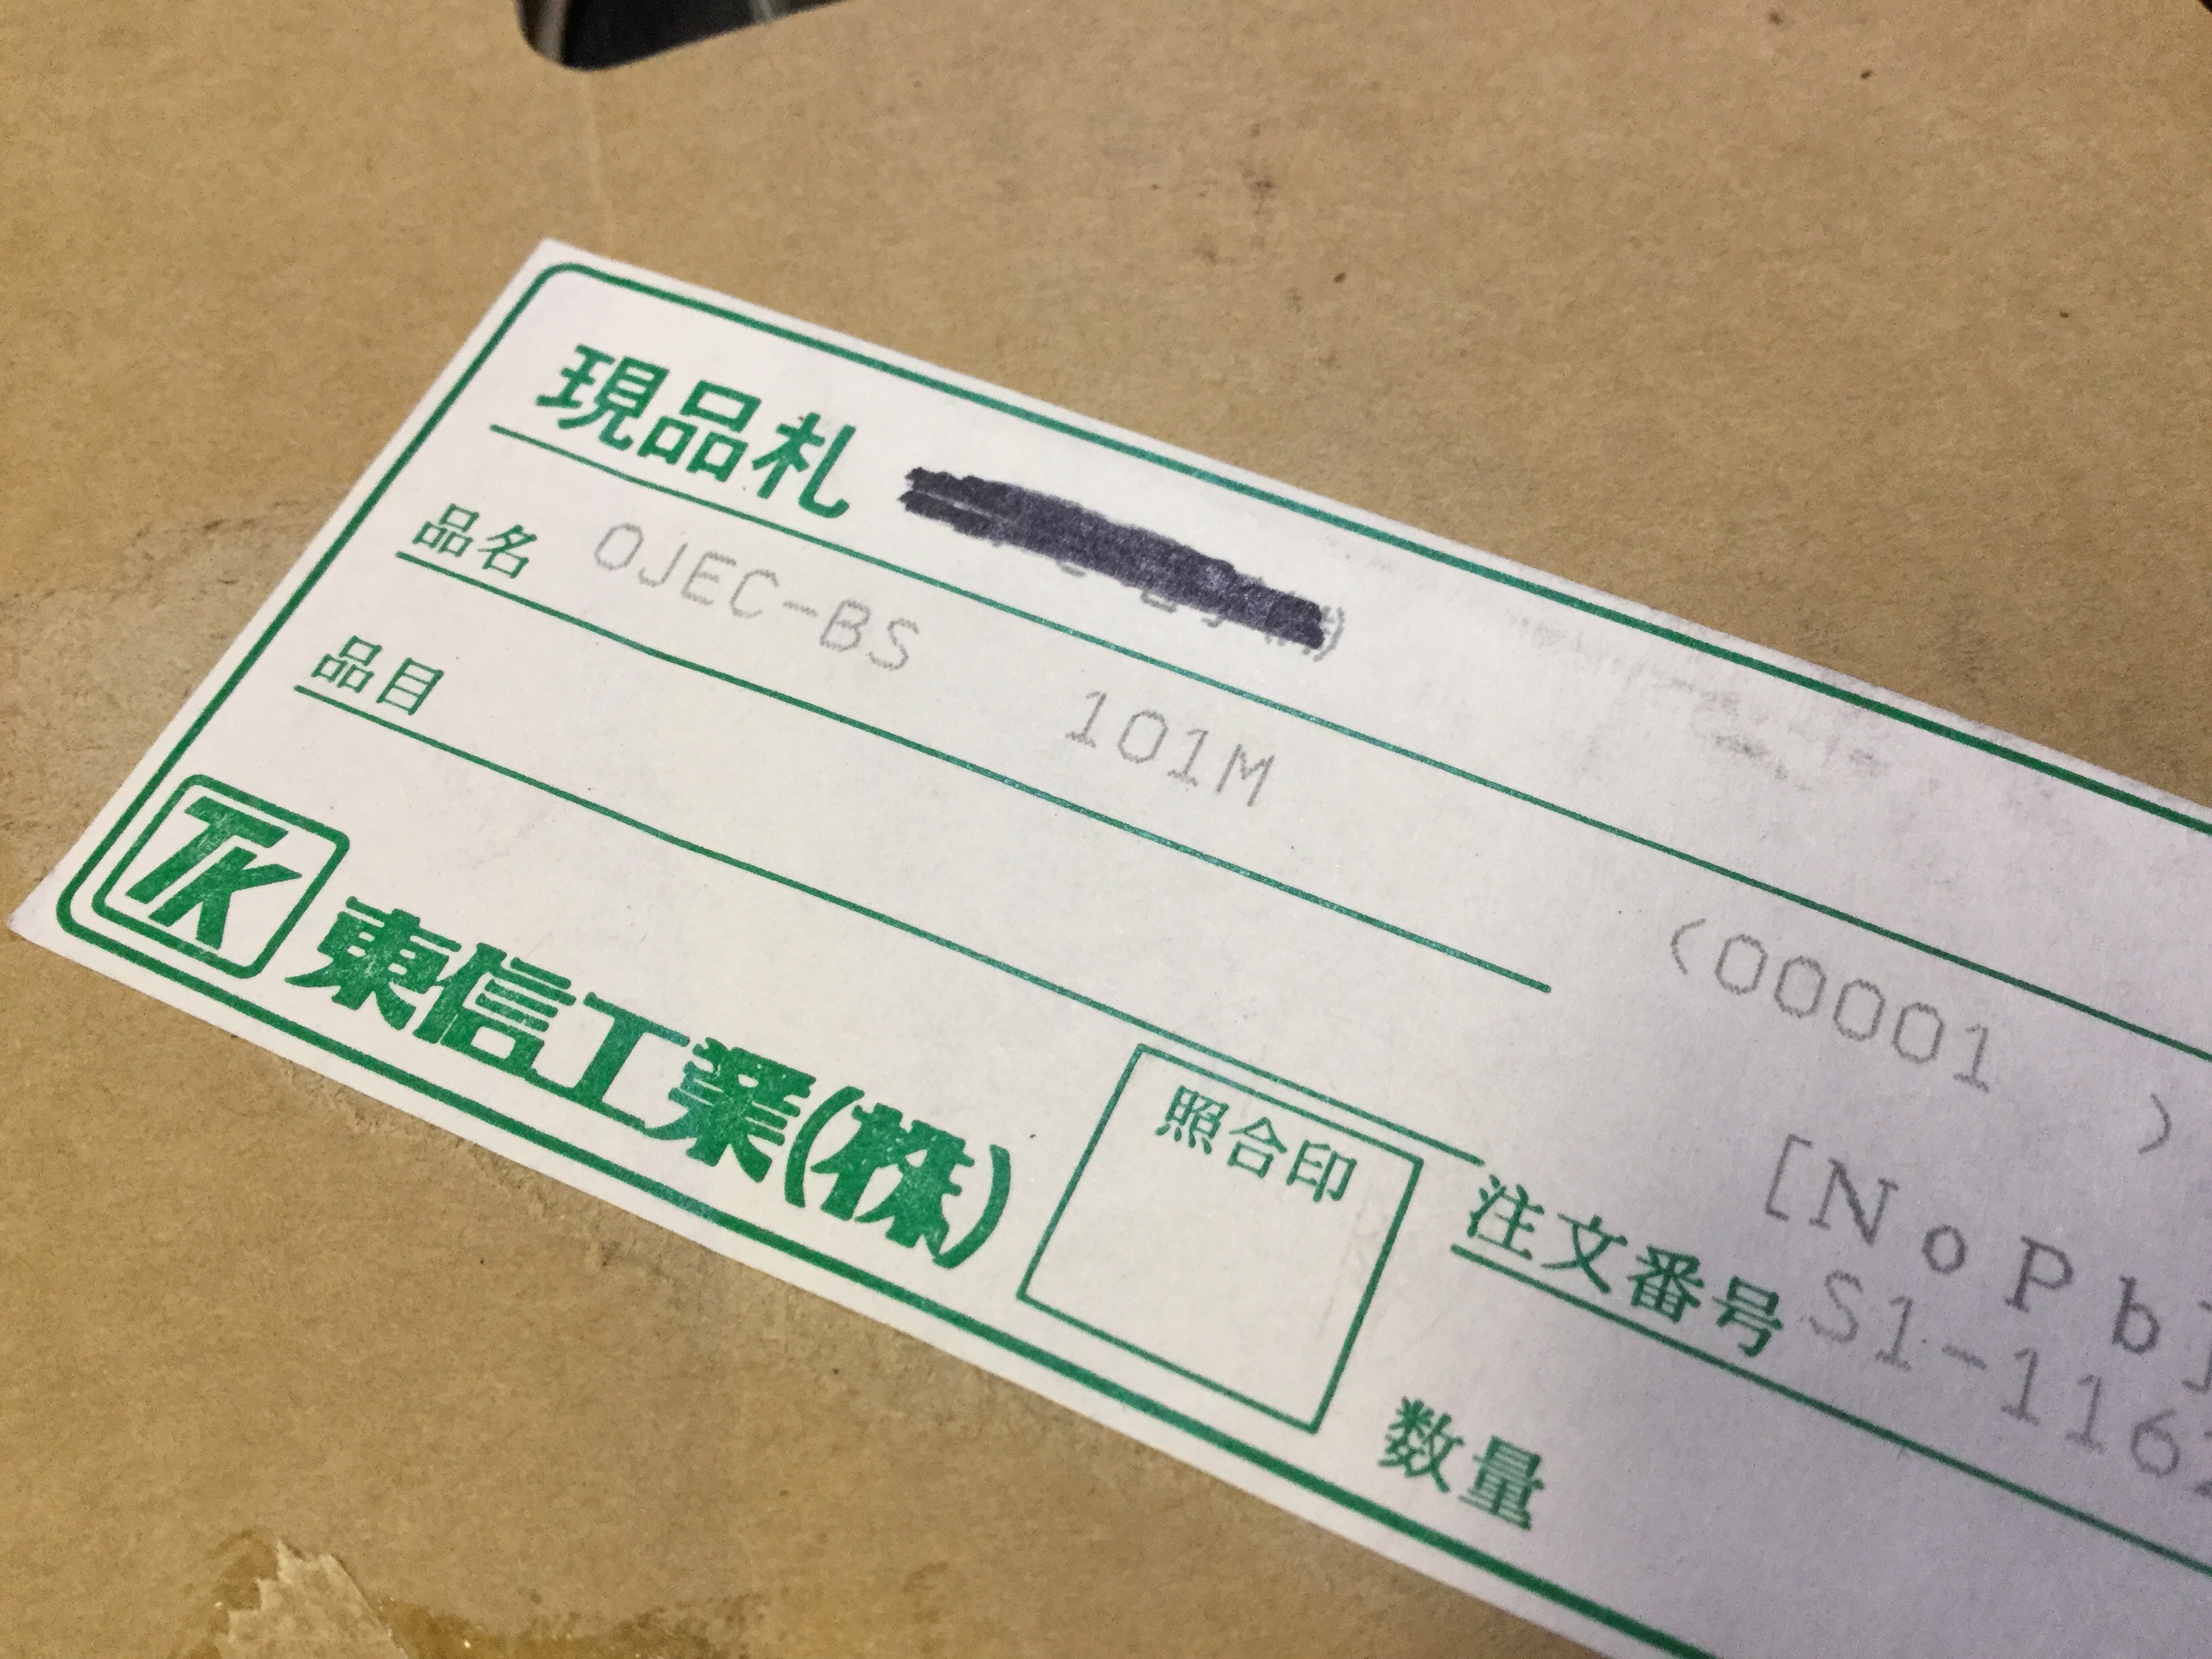 現品札
品名 OJEC-BS 101M
品目 <00001 >
[NoPb]
TK 東信工業(株)
照合印
注文番号 S1-116
数量